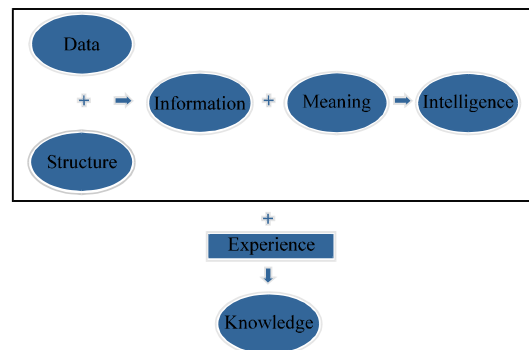 Data
+
Information + Meaning Intelligence
Structure
+
Experience
Knowledge